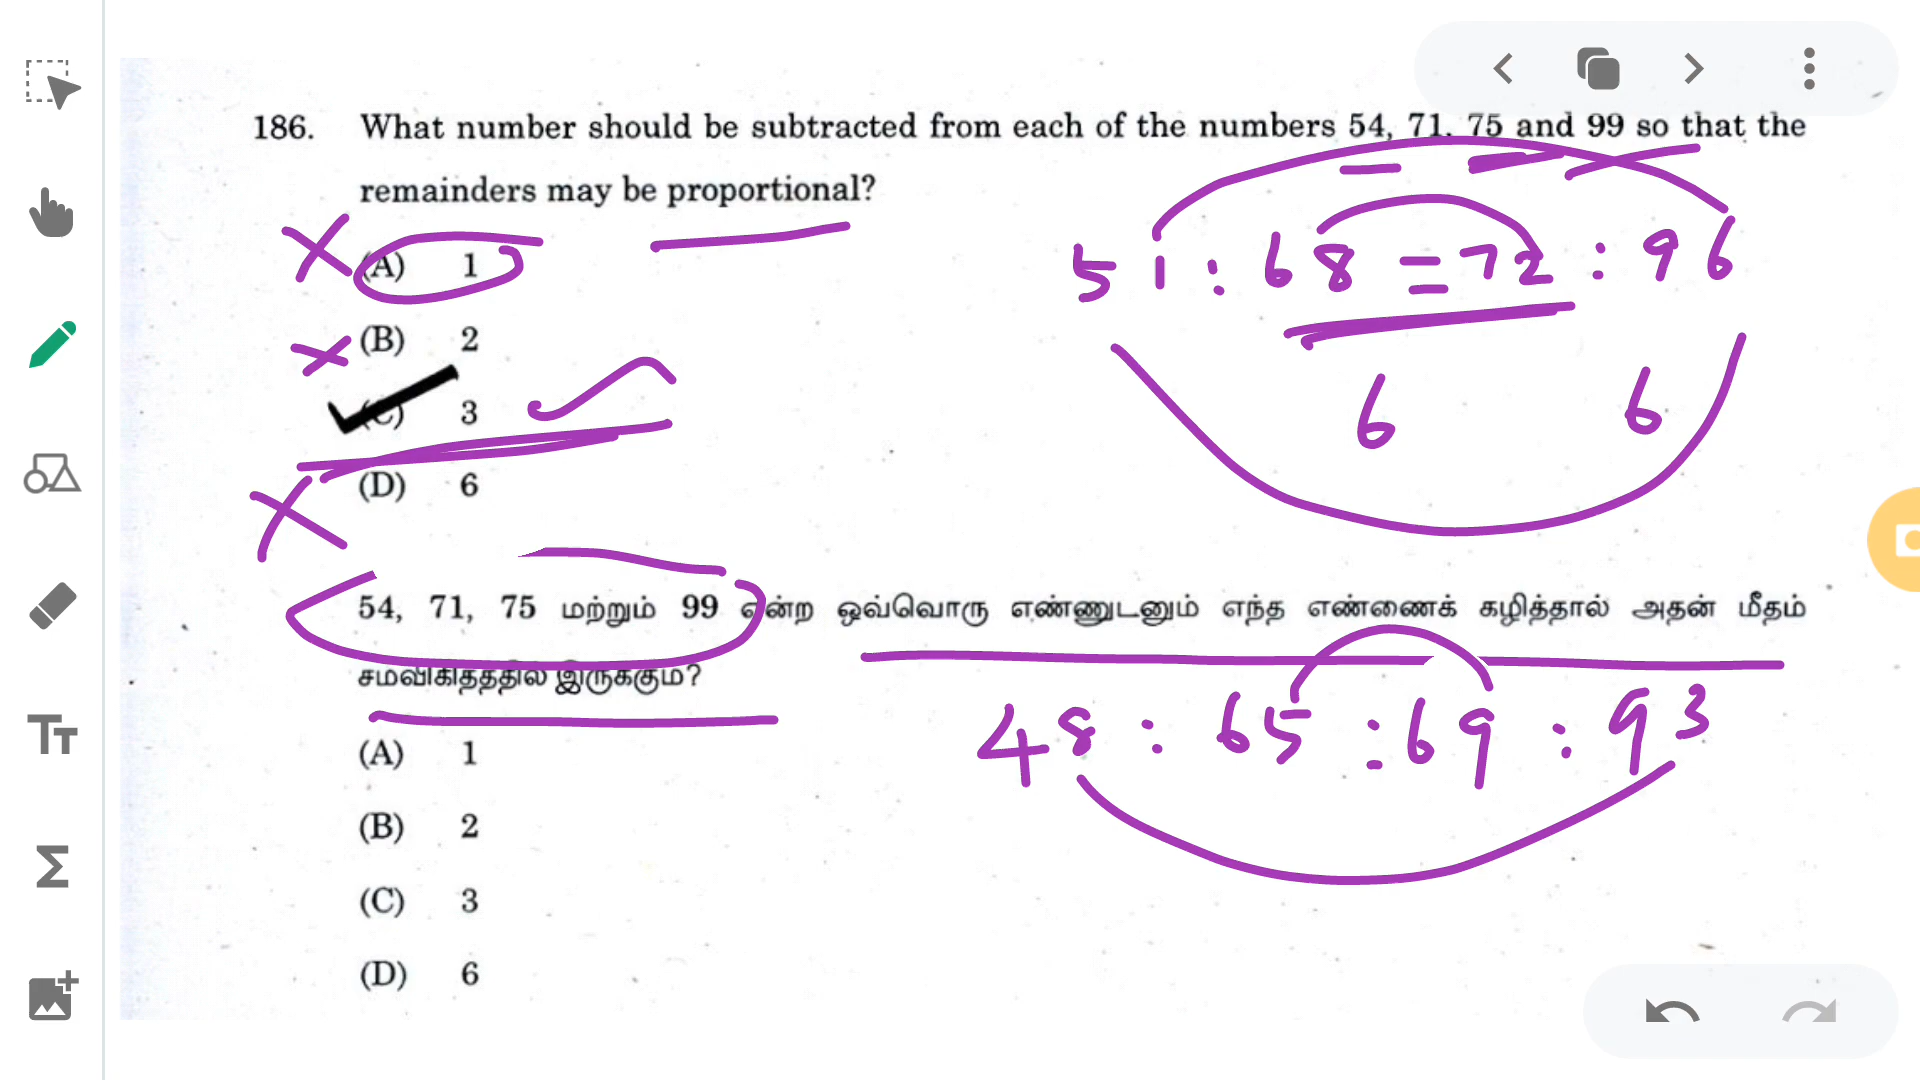 186. What number should be subtracted from each of the numbers 54, 71, 75 and 99 so that the
remainders may be proportional?
(A) 1
(B) 2
(C) 3
(D) 6
51 : 68 = 72 : 96
6 6
54, 71, 75 மற்றும் 99 என்ற ஒவ்வொரு எண்ணுடனும் எந்த எண்ணைக் கழித்தால் அதன் மீதம்
சமவிகிதத்தில் இருக்கும்?
48 : 65 : 69 : 93
(A) 1
(B) 2
(C) 3
(D) 6
Tт
Σ